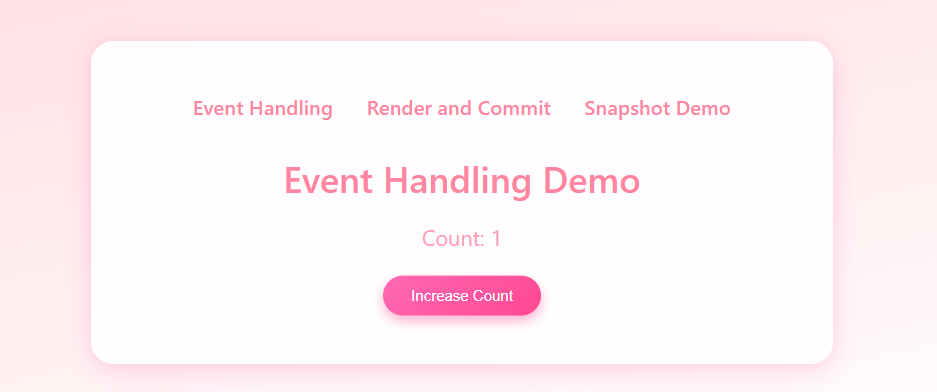 Event Handling Render and Commit Snapshot Demo
Event Handling Demo
Count: 1
Increase Count